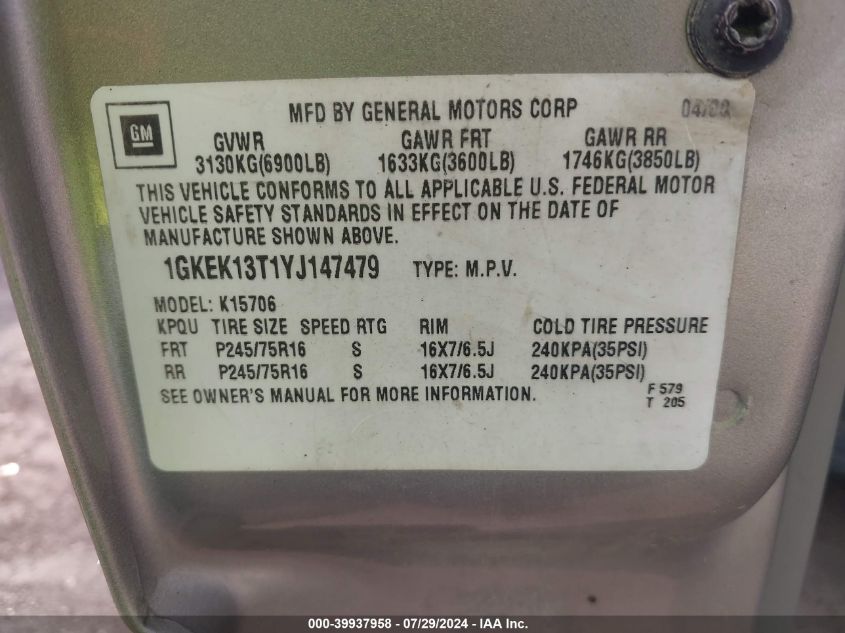 MFD BY GENERAL MOTORS CORP 04/00
GM
GVWR GAWR FRT GAWR RR
3130KG(6900LB) 1633KG(3600LB) 1746KG(3850LB)
THIS VEHICLE CONFORMS TO ALL APPLICABLE U.S. FEDERAL MOTOR
VEHICLE SAFETY STANDARDS IN EFFECT ON THE DATE OF
MANUFACTURE SHOWN ABOVE.
1GKEK13T1YJ147479 TYPE: M.P.V.
MODEL: K15706
KPQU TIRE SIZE SPEED RTG RIM COLD TIRE PRESSURE
FRT P245/75R16 S 16X7/6.5J 240KPA(35PSI)
RR P245/75R16 S 16X7/6.5J 240KPA(35PSI)
SEE OWNER'S MANUAL FOR MORE INFORMATION.
F 579
T 205
000-39937958 - 07/29/2024 - IAA Inc.